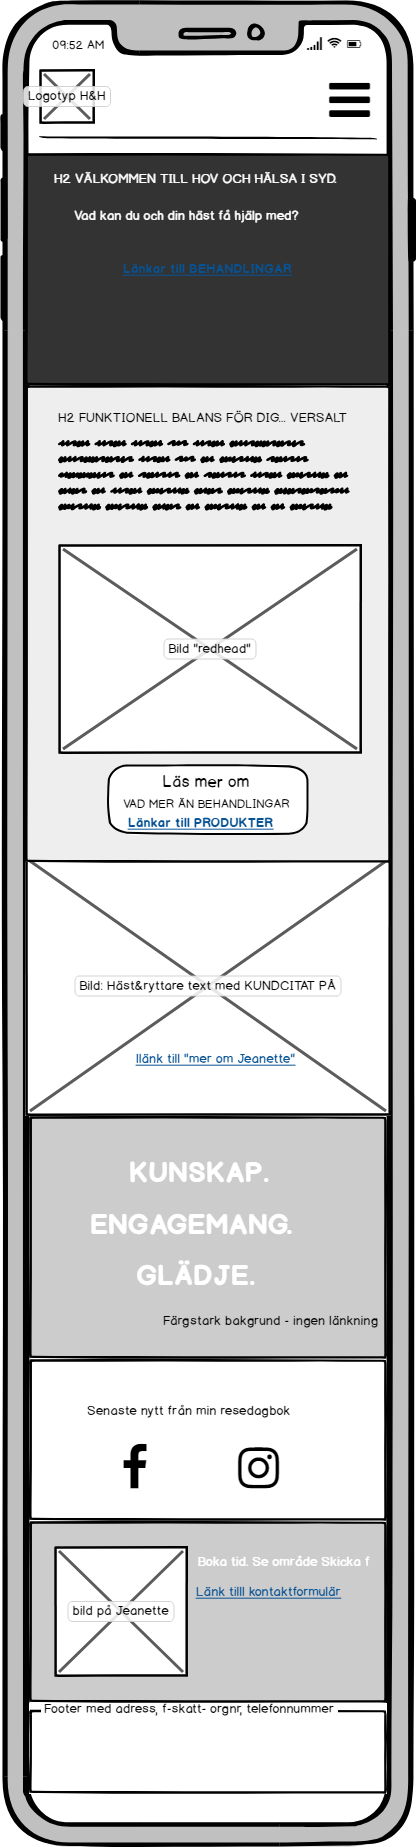 09:52 AM
Logotyp H&H
H2 VÄLKOMMEN TILL HOV OCH HÄLSA I SYD.
Vad kan du och din häst få hjälp med?
Länkar till BEHANDLINGAR
H2 FUNKTIONELL BALANS FÖR DIG... VERSALT
Bild "redhead"
Läs mer om
VAD MER ÄN BEHANDLINGAR
Länkar till PRODUKTER
Bild: Häst&ryttare text med KUNDCITAT PÅ
llänk till "mer om Jeanette"
KUNSKAP.
ENGAGEMANG.
GLÄDJE.
Färgstark bakgrund - ingen länkning
Senaste nytt från min resedagbok
bild på Jeanette
Boka tid. Se område Skicka f
Länk tilll kontaktformulär
Footer med adress, f-skatt- orgnr, telefonnummer